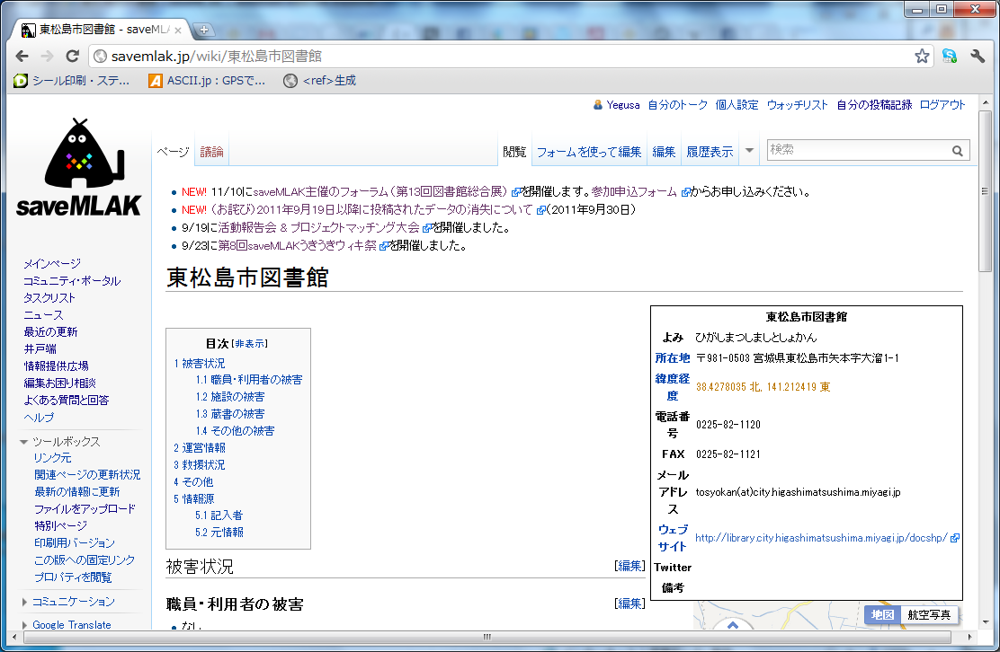 東松島市図書館 - saveMLA
savemlak.jp/wiki/東松島市図書館
シール印刷・ステ...
ASCII.jp：GPSで...
<ref>生成
Yegusa 自分のトーク 個人設定 ウォッチリスト 自分の投稿記録 ログアウト
saveMLAK
ページ 議論 閲覧 フォームを使って編集 編集 履歴表示 検索
NEW! 11/10にsaveMLAK主催のフォーラム（第13回図書館総合展）を開催します。参加申込フォームからお申し込みください。
NEW!（お詫び）2011年9月19日以降に投稿されたデータの消失について（2011年9月30日）
9/19に活動報告会 & プロジェクトマッチング大会を開催しました。
9/23に第8回saveMLAKうきうきウィキ祭を開催しました。
東松島市図書館
メインページ
コミュニティ・ポータル
タスクリスト
ニュース
最近の更新
井戸端
情報提供広場
編集お困り相談
よくある質問と回答
ヘルプ
ツールボックス
リンク元
関連ページの更新状況
最新の情報に更新
ファイルをアップロード
特別ページ
印刷用バージョン
この版への固定リンク
プロパティを閲覧
コミュニケーション
Google Translate
目次 [非表示]
1 被害状況
1.1 職員・利用者の被害
1.2 施設の被害
1.3 蔵書の被害
1.4 その他の被害
2 運営情報
3 救援状況
4 その他
5 情報源
5.1 記入者
5.2 元情報
東松島市図書館
よみ ひがしまつしましとしょかん
所在地 〒981-0503 宮城県東松島市矢本字大溜1-1
緯度経
度 38.4278035 北, 141.212419 東
電話番
号 0225-82-1120
FAX 0225-82-1121
メール
アドレ
ス tosyokan(at)city.higashimatsushima.miyagi.jp
ウェブ
サイト http://library.city.higashimatsushima.miyagi.jp/docshp/
Twitter
備考
被害状況 [編集]
職員・利用者の被害 [編集]
なし
地図 航空写真